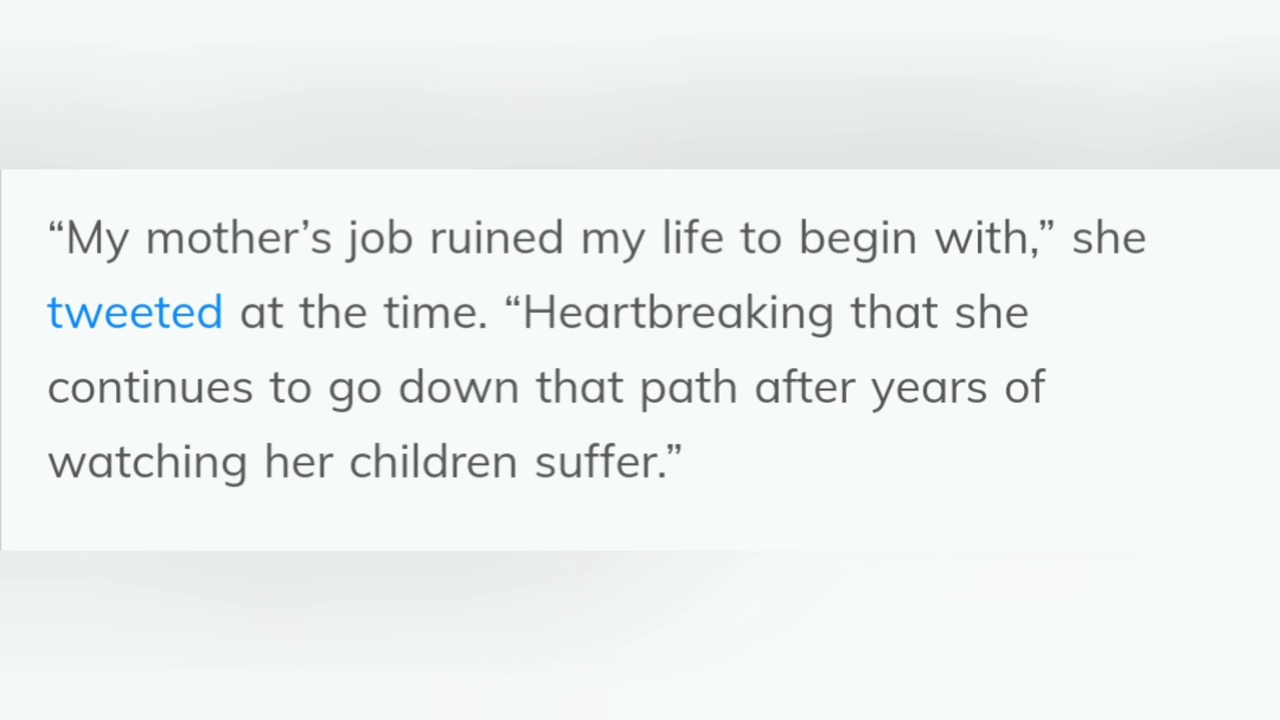 “My mother’s job ruined my life to begin with,” she
tweeted at the time. “Heartbreaking that she
continues to go down that path after years of
watching her children suffer.”